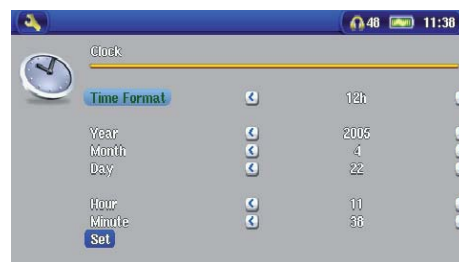 48 11:38
Clock
Time Format 12h
Year 2005
Month 4
Day 22
Hour 11
Minute 38
Set